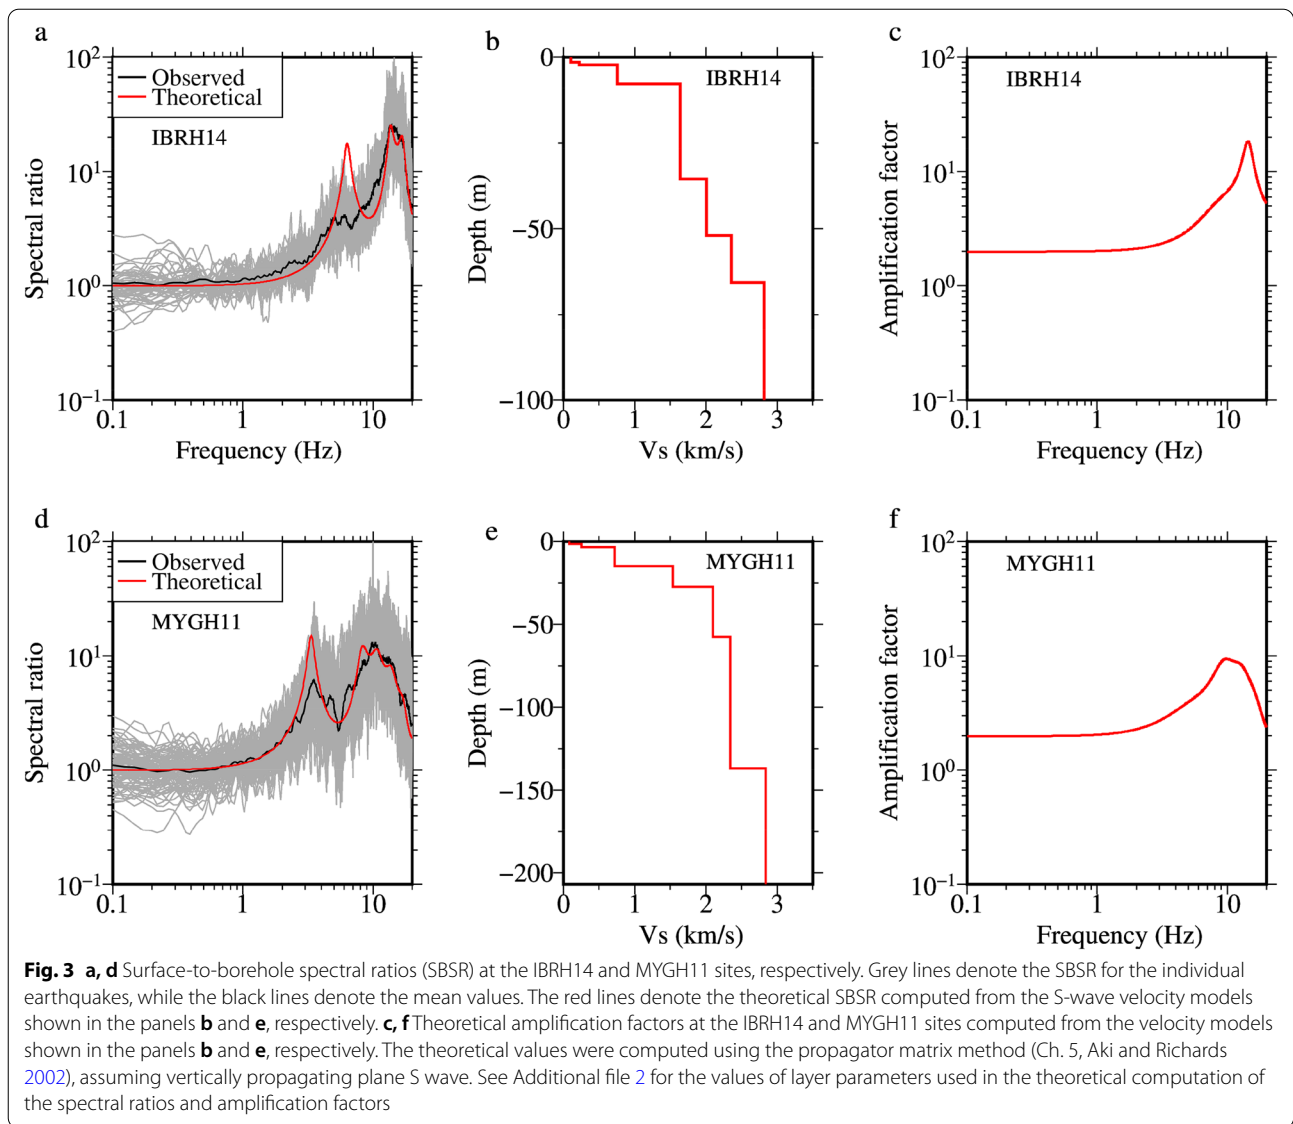 a
10²
10¹
10⁰
10⁻¹
Spectral ratio
Observed
Theoretical
IBRH14
0.1 1 10
Frequency (Hz)
b
0
−50
−100
Depth (m)
IBRH14
0 1 2 3
Vs (km/s)
c
10²
10¹
10⁰
10⁻¹
Amplification factor
IBRH14
0.1 1 10
Frequency (Hz)
d
10²
10¹
10⁰
10⁻¹
Spectral ratio
Observed
Theoretical
MYGH11
0.1 1 10
e
0
−50
−100
−150
−200
Depth (m)
MYGH11
0 1 2 3
Vs (km/s)
f
10²
10¹
10⁰
10⁻¹
Amplification factor
MYGH11
0.1 1 10
Frequency (Hz)
Fig. 3 a, d Surface-to-borehole spectral ratios (SBSR) at the IBRH14 and MYGH11 sites, respectively. Grey lines denote the SBSR for the individual
earthquakes, while the black lines denote the mean values. The red lines denote the theoretical SBSR computed from the S-wave velocity models
shown in the panels b and e, respectively. c, f Theoretical amplification factors at the IBRH14 and MYGH11 sites computed from the velocity models
shown in the panels b and e, respectively. The theoretical values were computed using the propagator matrix method (Ch. 5, Aki and Richards
2002), assuming vertically propagating plane S wave. See Additional file 2 for the values of layer parameters used in the theoretical computation of
the spectral ratios and amplification factors